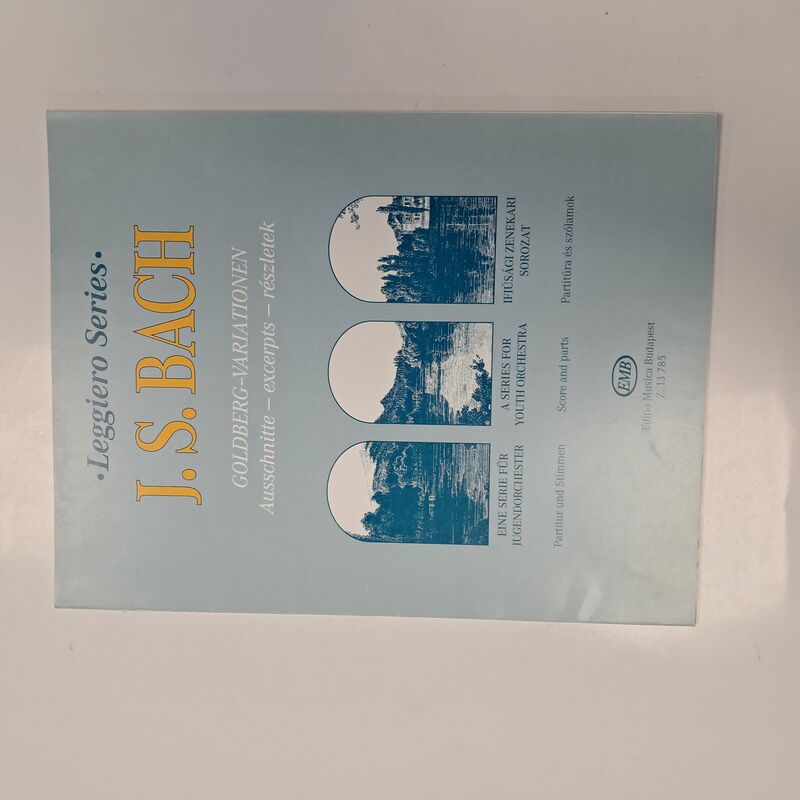 •Leggiero Series•
J. S. BACH
GOLDBERG-VARIATIONEN
Ausschnitte – excerpts – részletek
EINE SERIE FÜR
JUGENDORCHESTER
A SERIES FOR
YOUTH ORCHESTRA
IFJÚSÁGI ZENEKARI
SOROZAT
Partitur und Stimmen
Score and parts
Partitúra és szólamok
EMB
Editio Musica Budapest
Z. 13 785